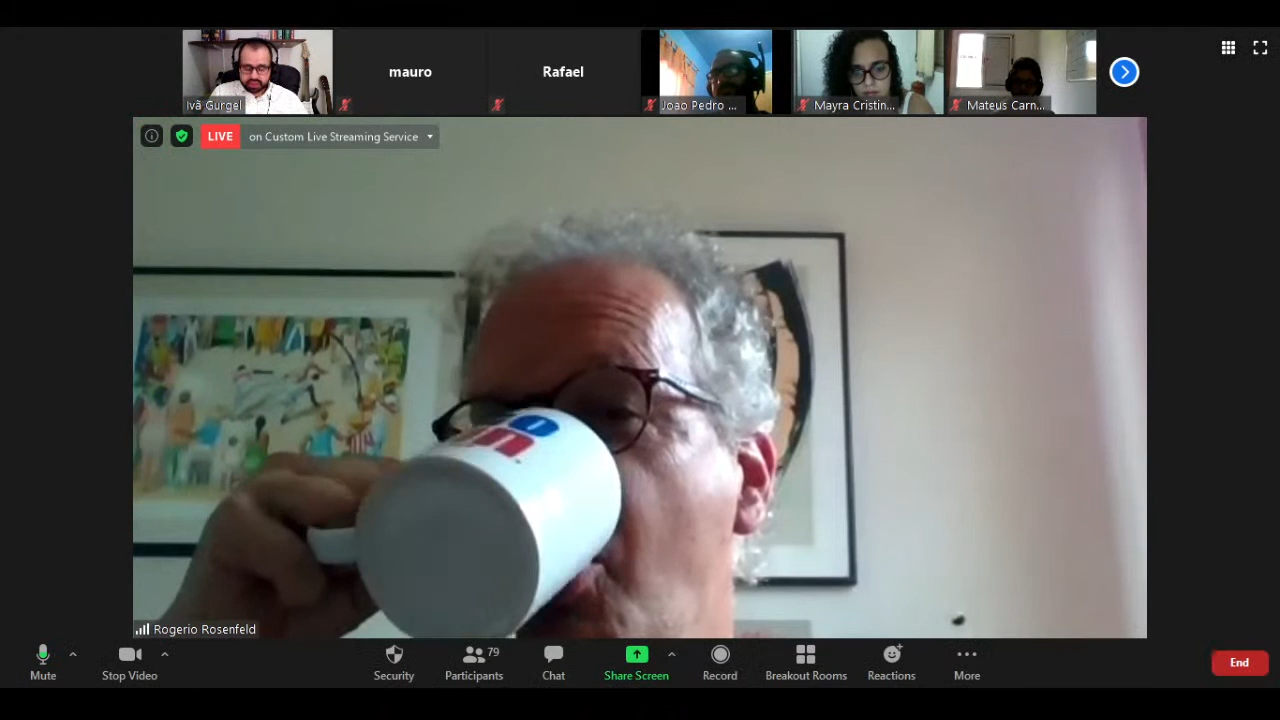 Ivã Gurgel
mauro
Rafael
Joao Pedro ...
Mayra Cristin...
Mateus Carn...
LIVE on Custom Live Streaming Service
Rogerio Rosenfeld
Mute
Stop Video
Security
79
Participants
Chat
Share Screen
Record
Breakout Rooms
Reactions
More
End